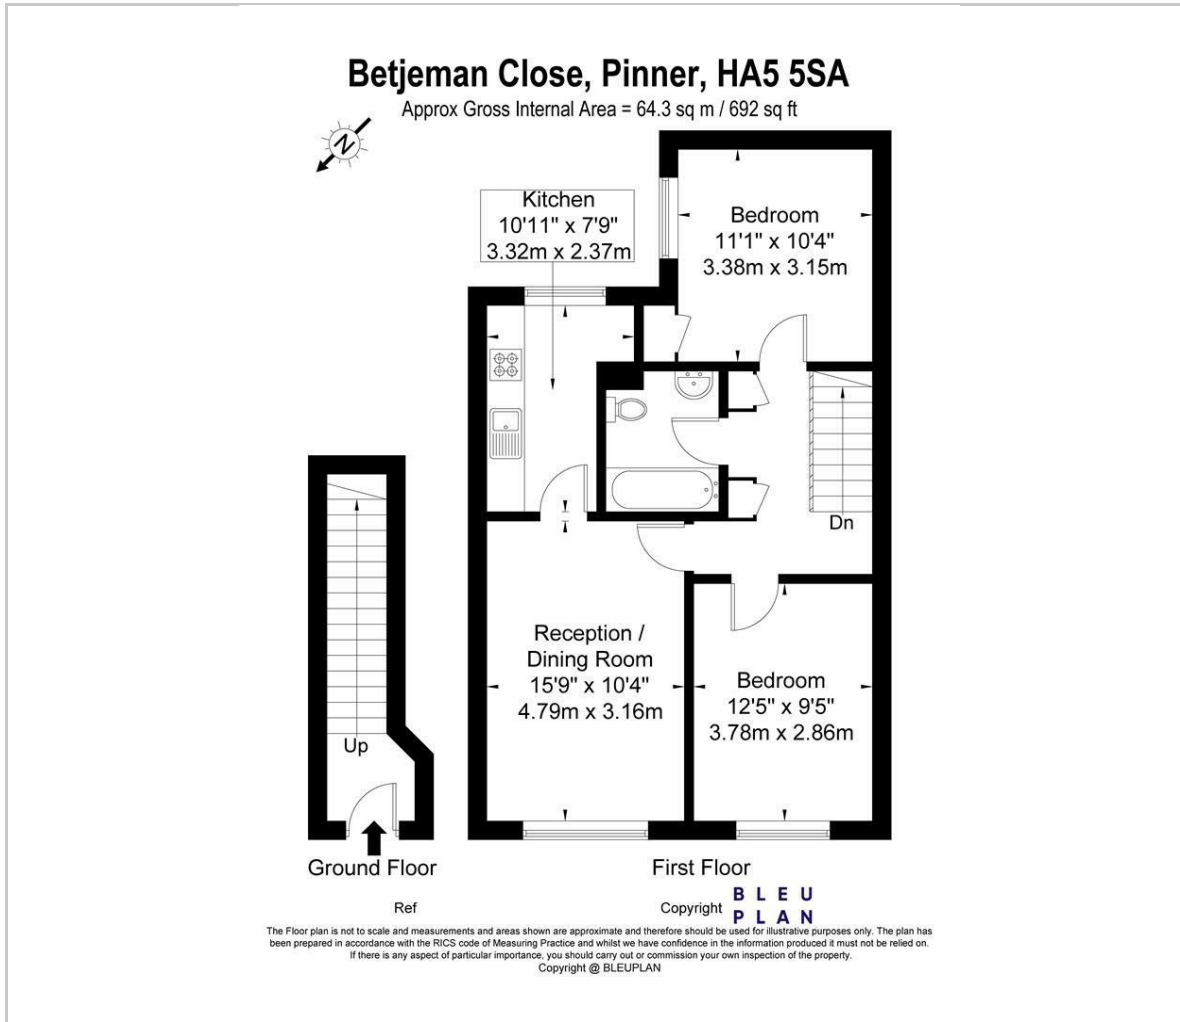 Betjeman Close, Pinner, HA5 5SA
Approx Gross Internal Area = 64.3 sq m / 692 sq ft
N
Kitchen
10'11" x 7'9"
3.32m x 2.37m
Bedroom
11'1" x 10'4"
3.38m x 3.15m
Dn
Reception /
Dining Room
15'9" x 10'4"
4.79m x 3.16m
Bedroom
12'5" x 9'5"
3.78m x 2.86m
Up
Ground Floor
First Floor
Ref
Copyright
BLEU
PLAN
The Floor plan is not to scale and measurements and areas shown are approximate and therefore should be used for illustrative purposes only. The plan has
been prepared in accordance with the RICS code of Measuring Practice and whilst we have confidence in the information produced it must not be relied on.
If there is any aspect of particular importance, you should carry out or commission your own inspection of the property.
Copyright @ BLEUPLAN